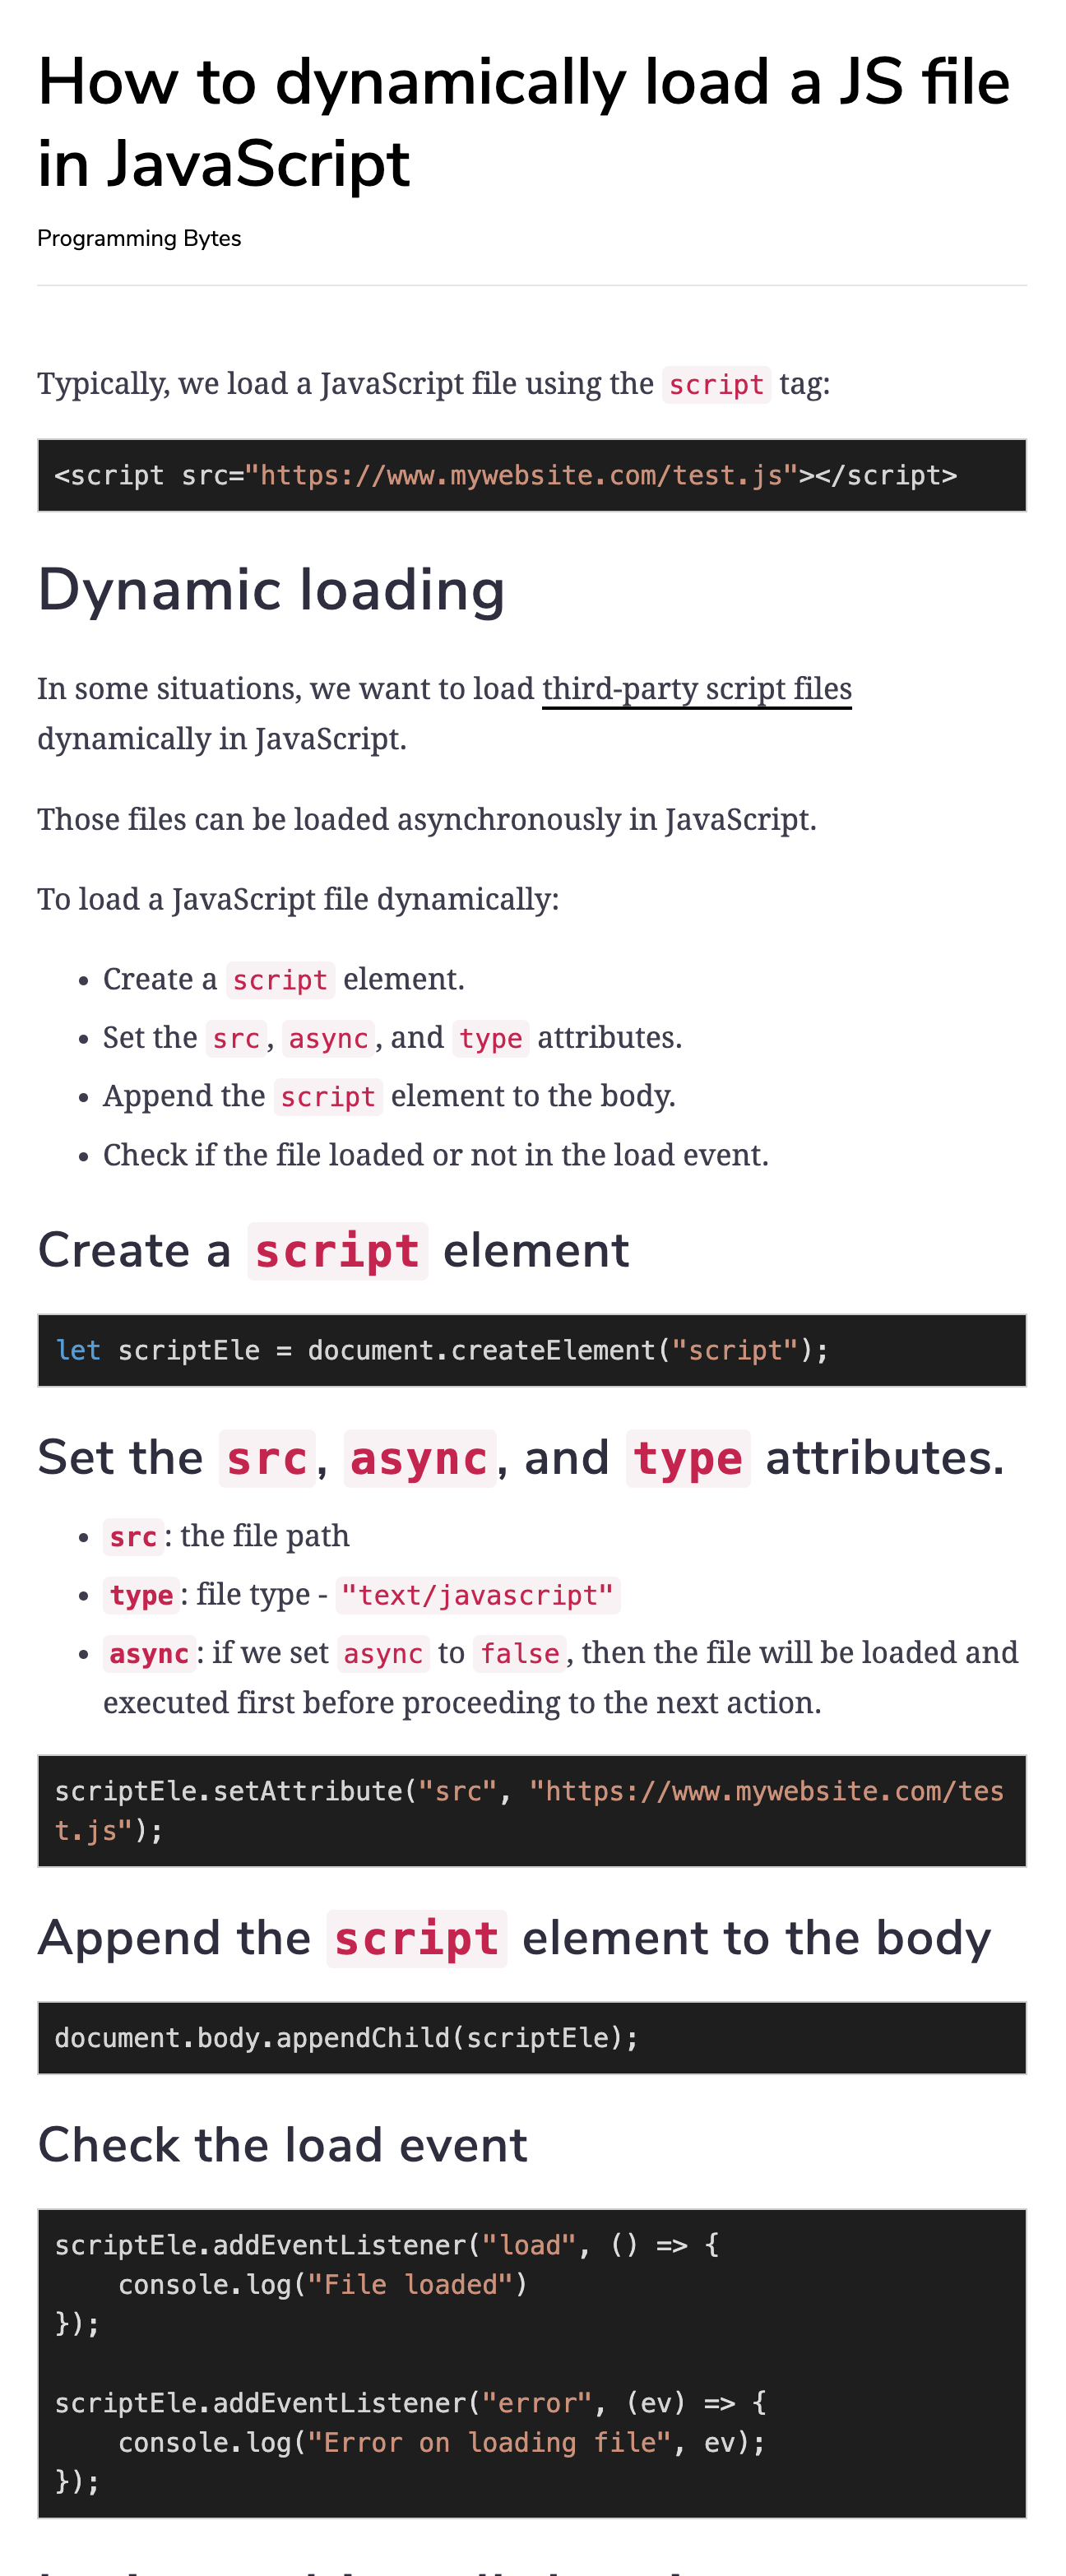 How to dynamically load a JS file
in JavaScript
Programming Bytes
Typically, we load a JavaScript file using the script tag:
<script src="https://www.mywebsite.com/test.js"></script>
Dynamic loading
In some situations, we want to load third-party script files
dynamically in JavaScript.
Those files can be loaded asynchronously in JavaScript.
To load a JavaScript file dynamically:
• Create a script element.
• Set the src, async, and type attributes.
• Append the script element to the body.
• Check if the file loaded or not in the load event.
Create a script element
let scriptEle = document.createElement("script");
Set the src, async, and type attributes.
• src: the file path
• type: file type - "text/javascript"
• async: if we set async to false, then the file will be loaded and
executed first before proceeding to the next action.
scriptEle.setAttribute("src", "https://www.mywebsite.com/tes
t.js");
Append the script element to the body
document.body.appendChild(scriptEle);
Check the load event
scriptEle.addEventListener("load", () => {
    console.log("File loaded")
});
scriptEle.addEventListener("error", (ev) => {
    console.log("Error on loading file", ev);
});